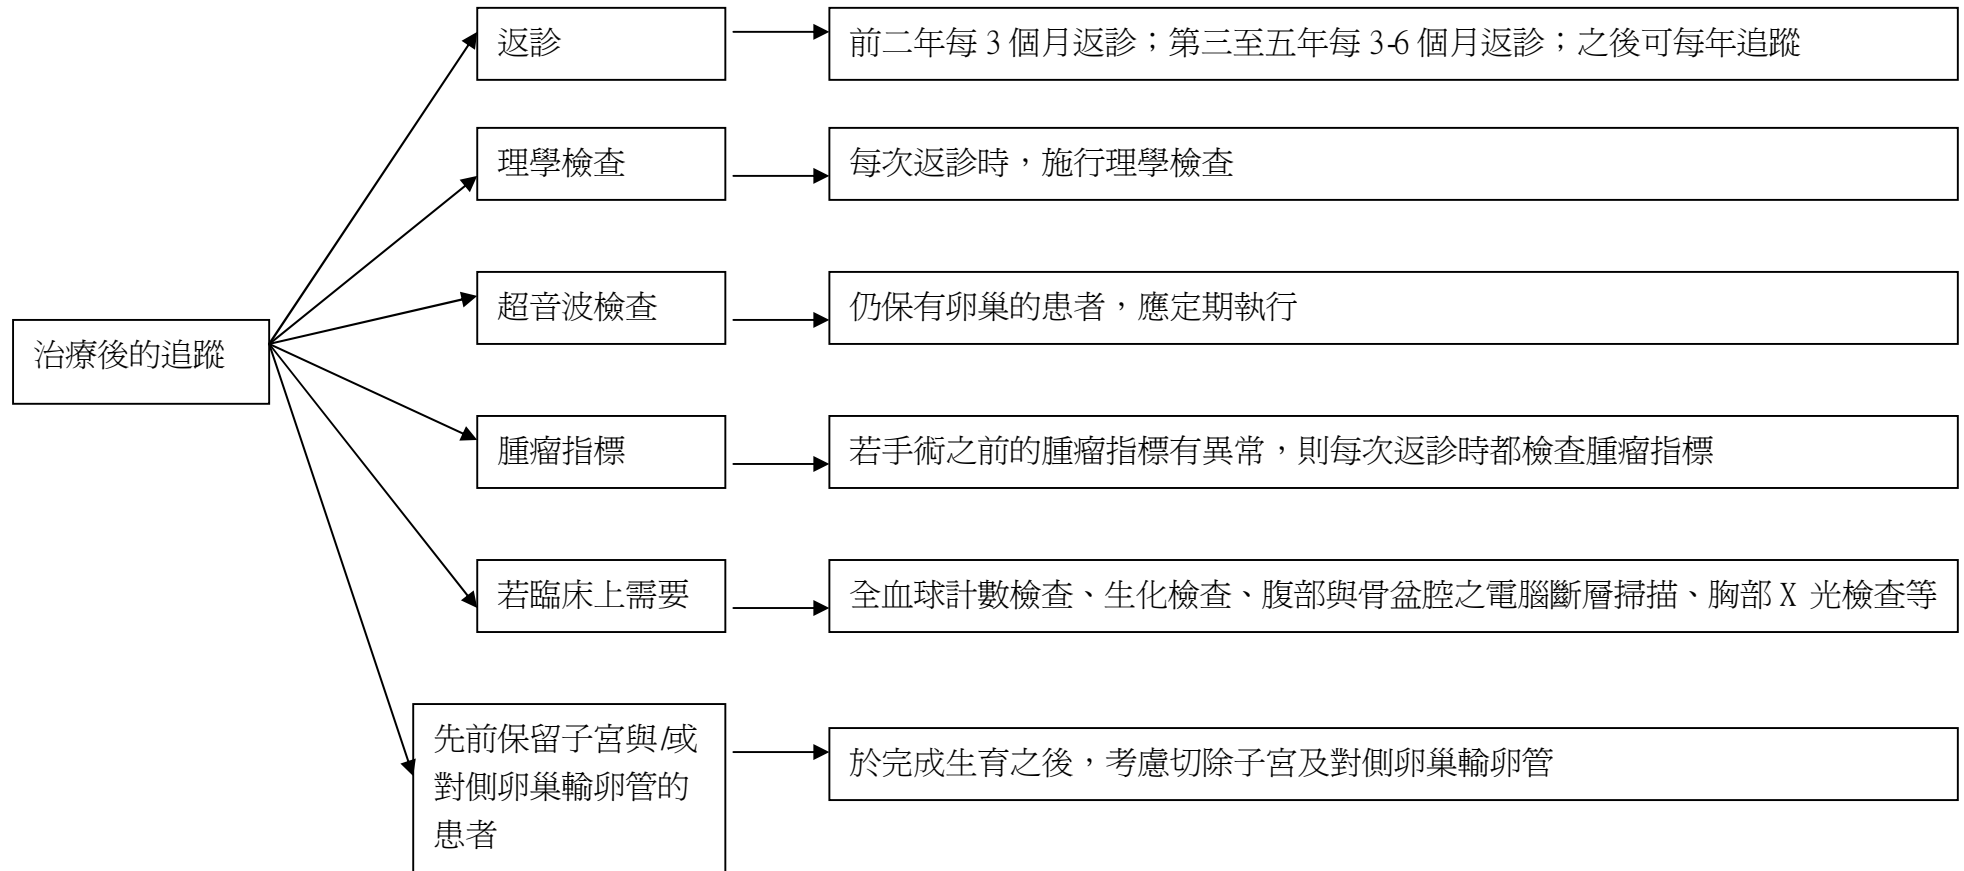 返診
前二年每 3 個月返診；第三至五年每 3-6 個月返診；之後可每年追蹤
理學檢查
每次返診時，施行理學檢查
超音波檢查
仍保有卵巢的患者，應定期執行
治療後的追蹤
腫瘤指標
若手術之前的腫瘤指標有異常，則每次返診時都檢查腫瘤指標
若臨床上需要
全血球計數檢查、生化檢查、腹部與骨盆腔之電腦斷層掃描、胸部 X 光檢查等
先前保留子宮與/或
對側卵巢輸卵管的
患者
於完成生育之後，考慮切除子宮及對側卵巢輸卵管